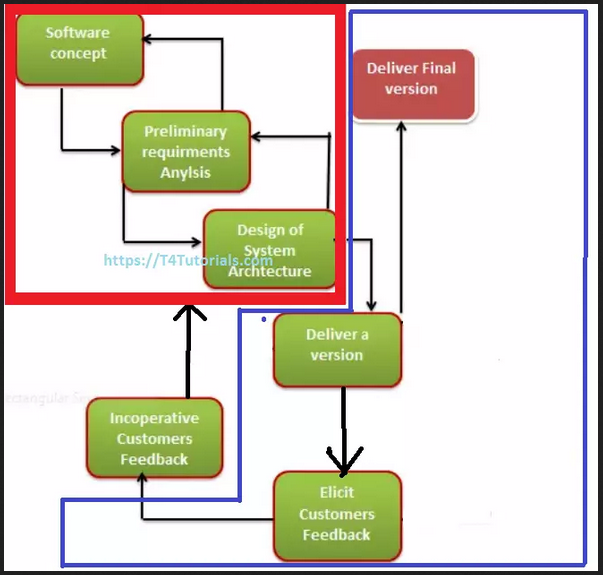 Software
concept
Deliver Final
version
Preliminary
requirments
Anylsis
Design of
System
Archtecture
https://T4Tutorials.com
Deliver a
version
Incoperative
Customers
Feedback
Elicit
Customers
Feedback